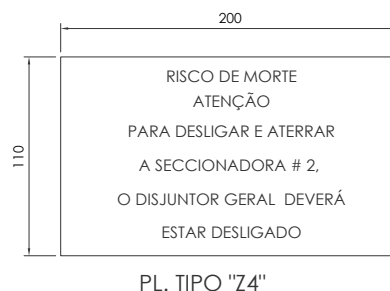 200
110
RISCO DE MORTE
ATENÇÃO
PARA DESLIGAR E ATERRAR
A SECCIONADORA # 2,
O DISJUNTOR GERAL DEVERÁ
ESTAR DESLIGADO
PL. TIPO "Z4"